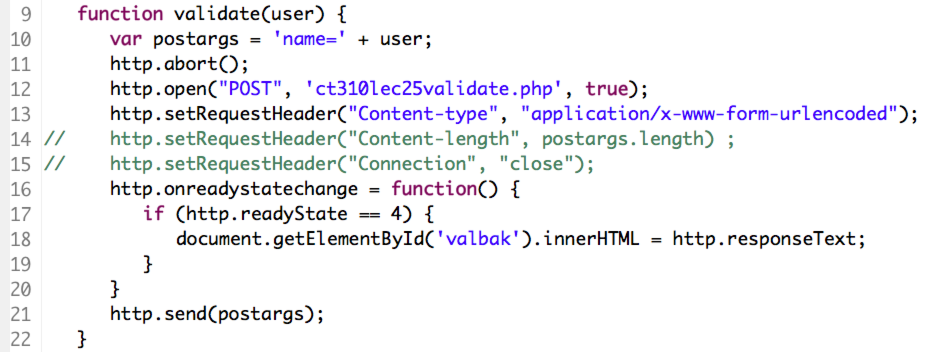 9 function validate(user) {
10 var postargs = 'name=' + user;
11 http.abort();
12 http.open("POST", 'ct310lec25validate.php', true);
13 http.setRequestHeader("Content-type", "application/x-www-form-urlencoded");
14 // http.setRequestHeader("Content-length", postargs.length) ;
15 // http.setRequestHeader("Connection", "close");
16 http.onreadystatechange = function() {
17 if (http.readyState == 4) {
18 document.getElementById('valbak').innerHTML = http.responseText;
19 }
20 }
21 http.send(postargs);
22 }